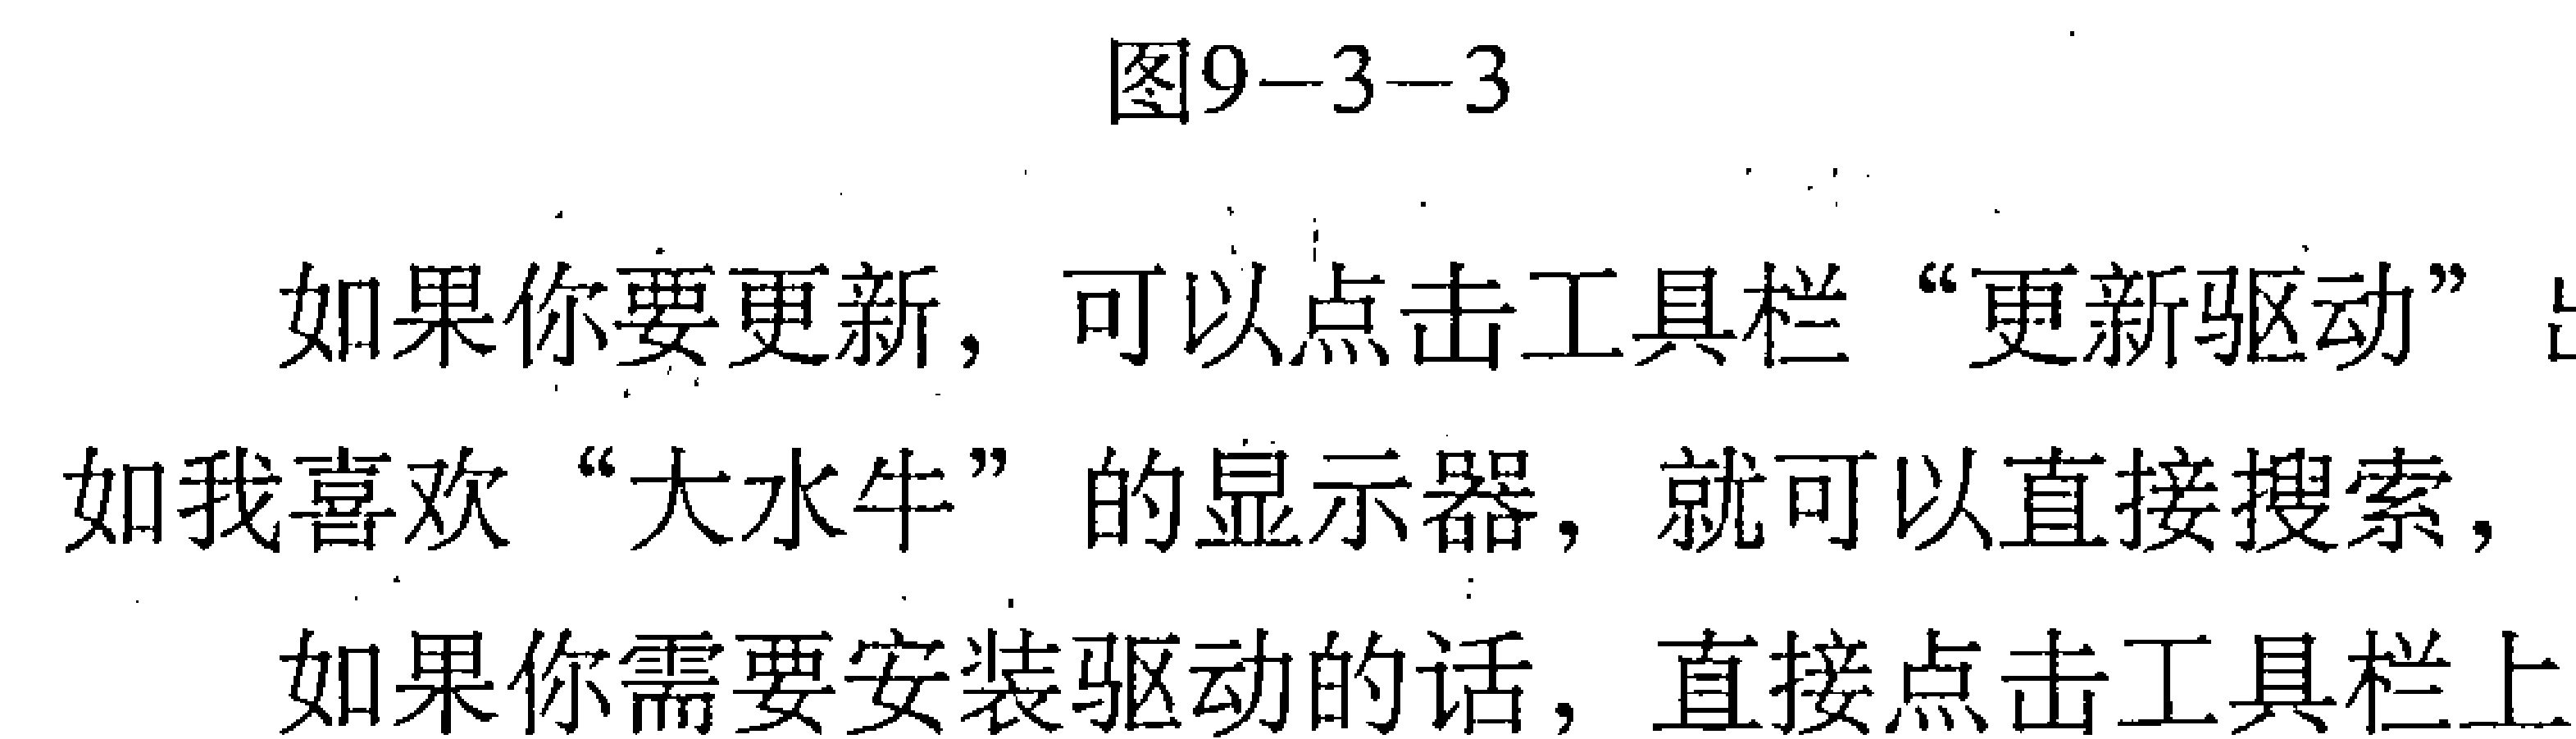 图9-3-3
如果你要更新，可以点击工具栏“更新驱动”
如我喜欢“大水牛”的显示器，就可以直接搜索，
如果你需要安装驱动的话，直接点击工具栏上